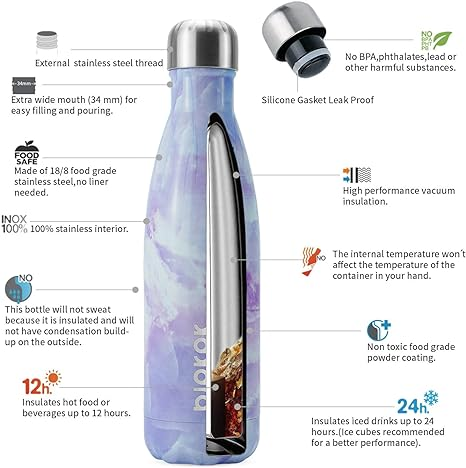 External stainless steel thread
34mm
Extra wide mouth (34 mm) for
easy filling and pouring.
FOOD
SAFE
Made of 18/8 food grade
stainless steel,no liner
needed.
INOX
100% 100% stainless interior.
NO
This bottle will not sweat
because it is insulated and will
not have condensation build-
up on the outside.
12h.
Insulates hot food or
beverages up to 12 hours.
NO
BPA
PHT
PB
No BPA,phthalates,lead or
other harmful substances.
Silicone Gasket Leak Proof
High performance vacuum
insulation.
NO
The internal temperature won't
affect the temperature of the
container in your hand.
Non toxic food grade
powder coating.
24h.
Insulates iced drinks up to 24
hours.(Ice cubes recommended
for a better performance).